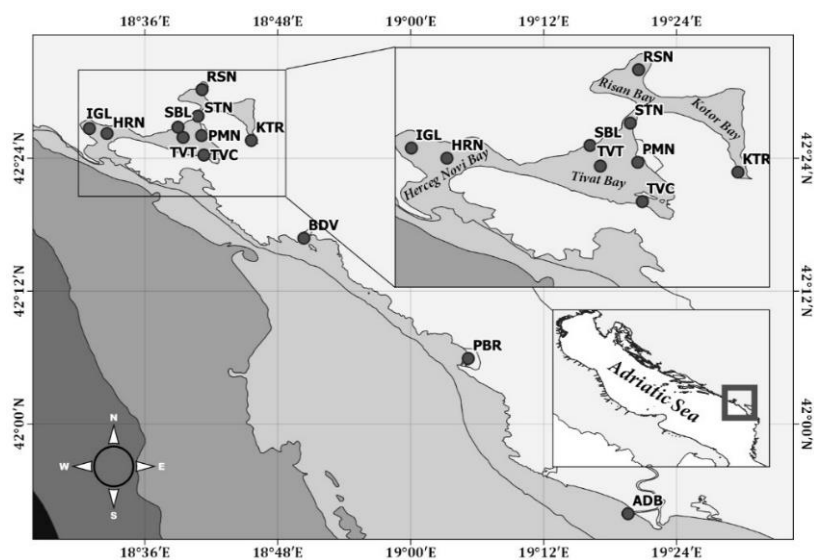 18°36'E
18°48'E
19°00'E
19°12'E
19°24'E
42°24'N
42°12'N
42°00'N
RSN
IGL
HRN
SBL
STN
PMN
KTR
TVT
TVC
BDV
PBR
ADB
RSN
Risan Bay
STN
Kotor Bay
IGL
SBL
HRN
TVT
PMN
KTR
Herceg Novi Bay
Tivat Bay
TVC
42°24'N
42°12'N
42°00'N
Adriatic Sea
N
W
E
S
18°36'E
18°48'E
19°00'E
19°12'E
19°24'E